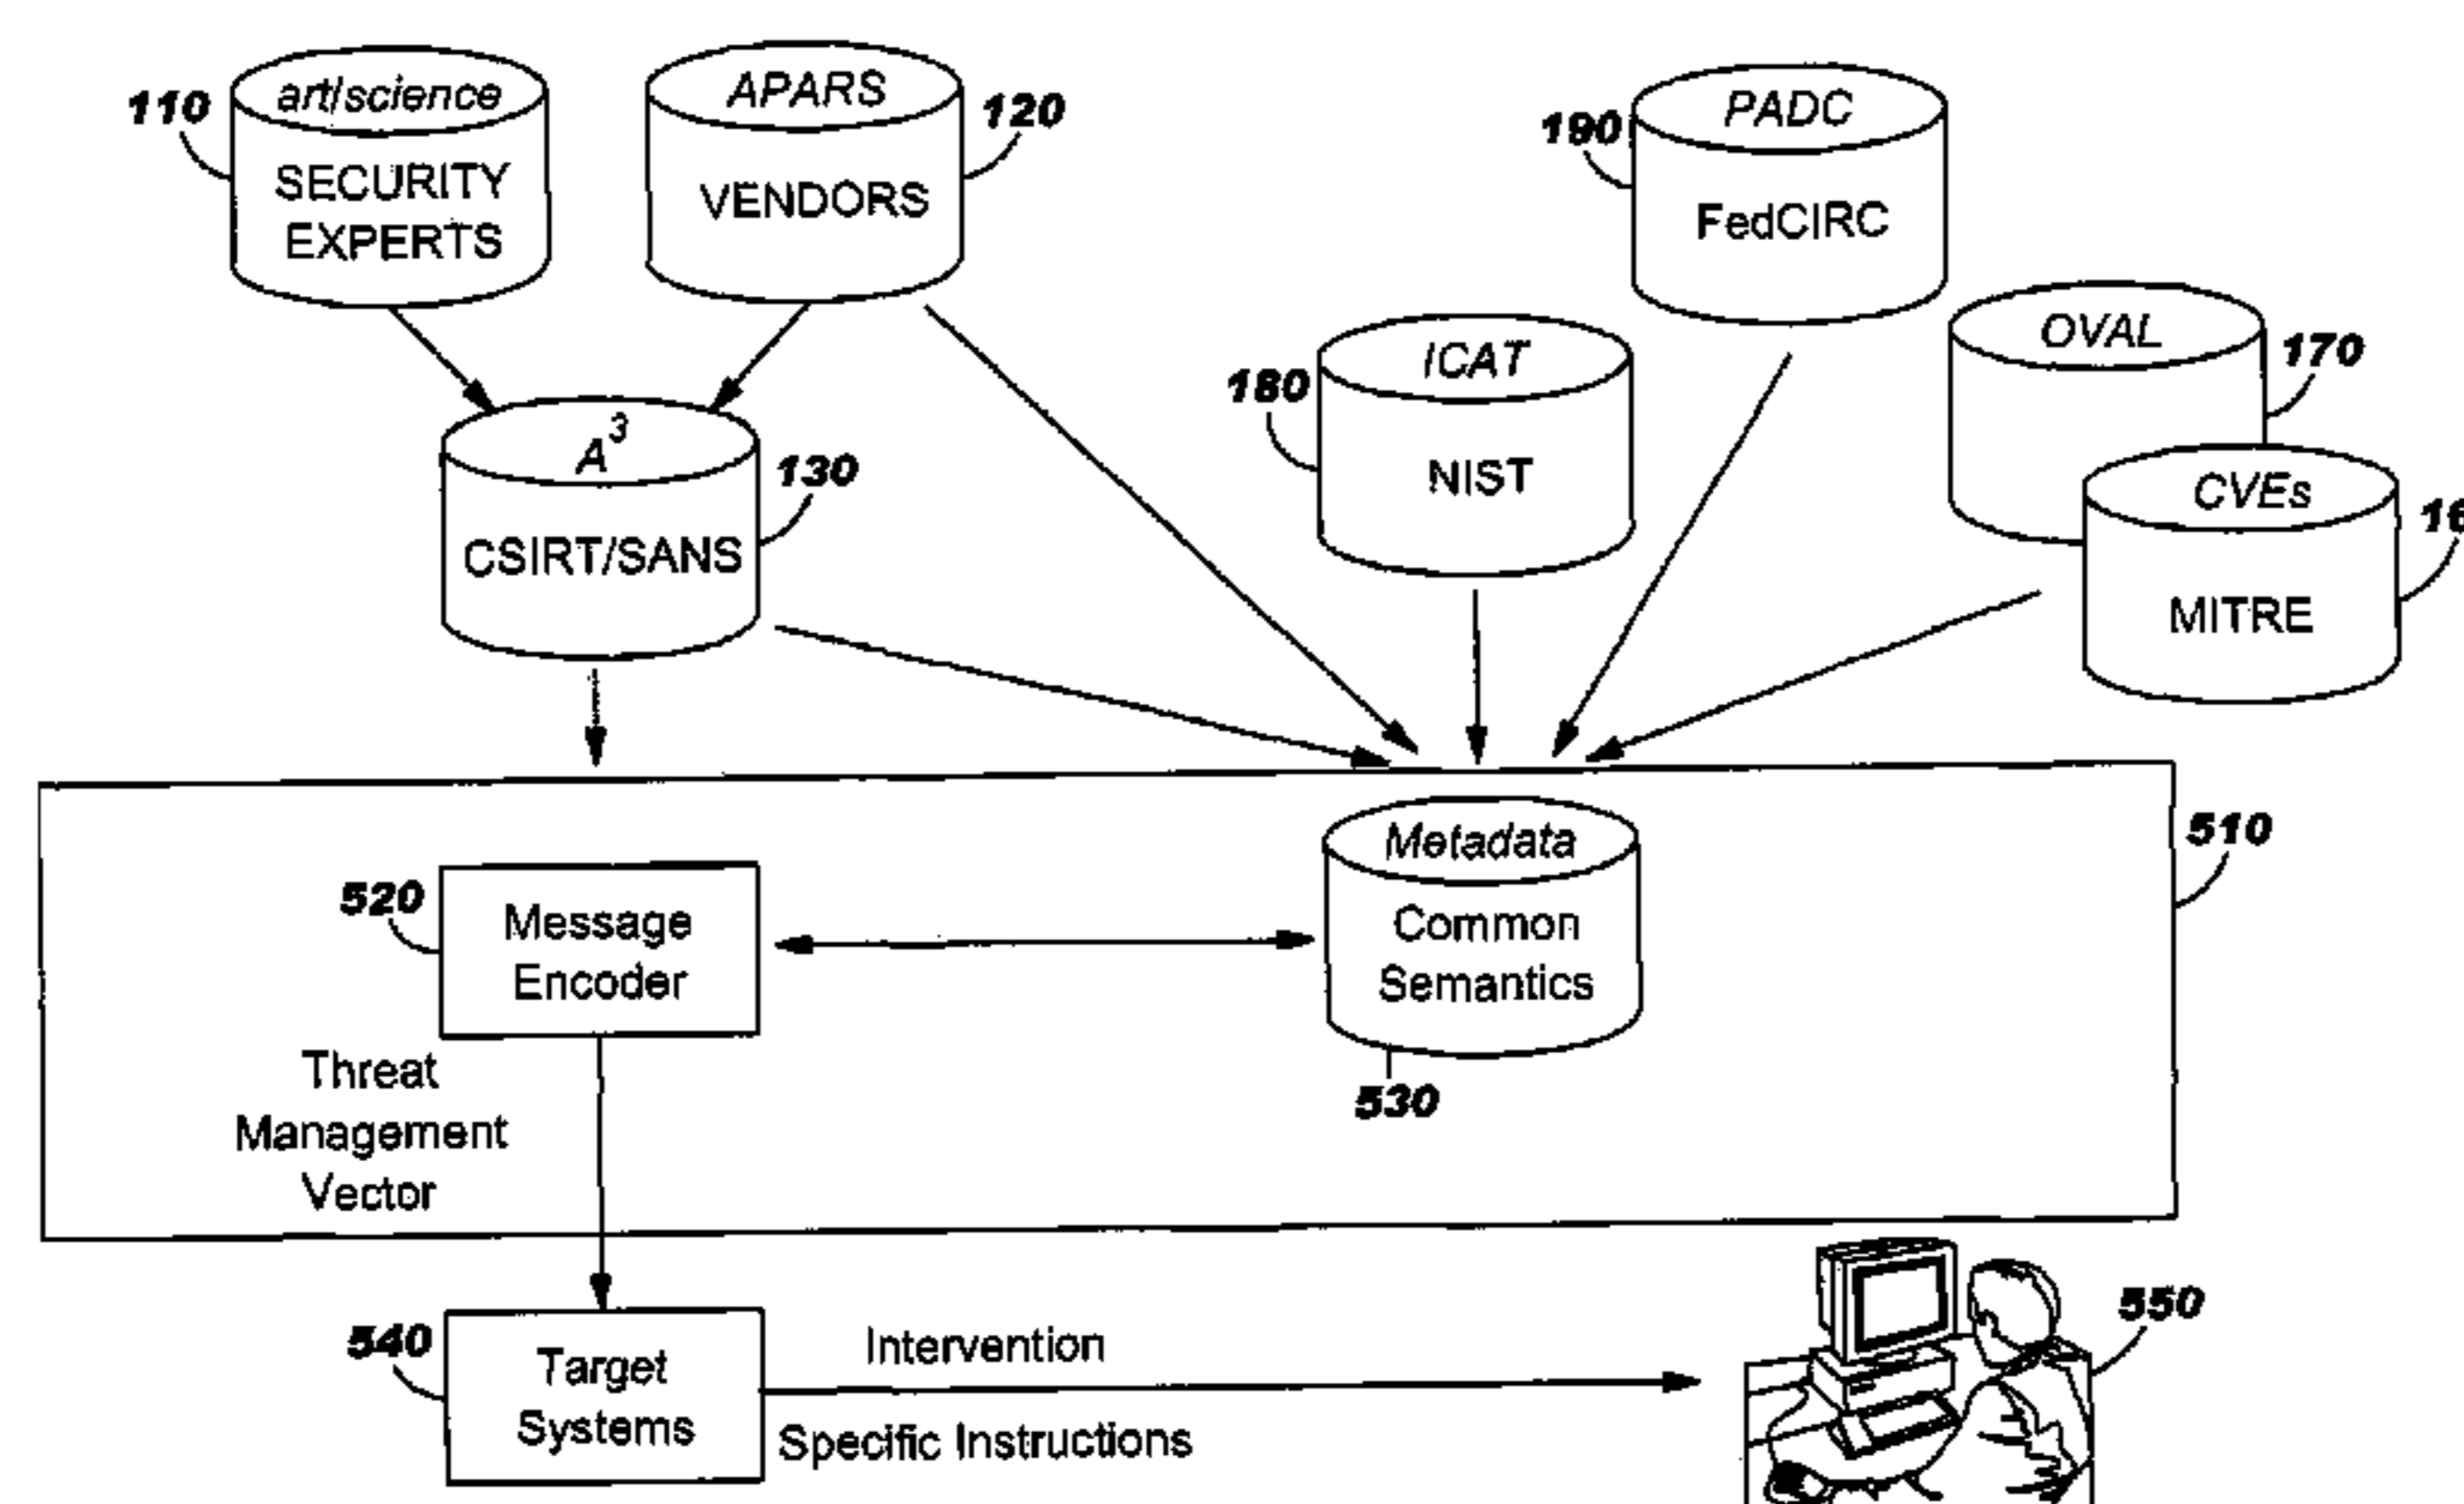 110
art/science
SECURITY
EXPERTS
APARS
VENDORS
120
190
PADC
FedCIRC
OVAL
170
180
ICAT
NIST
CVEs
MITRE
A³
CSIRT/SANS
130
510
520
Message
Encoder
Metadata
Common
Semantics
530
Threat
Management
Vector
540
Target
Systems
Intervention
Specific Instructions
550